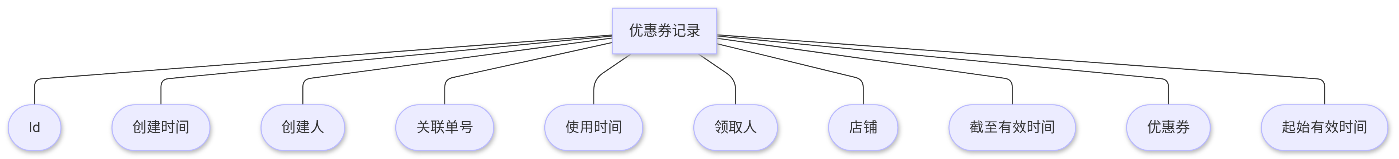 优惠券记录
Id
创建时间
创建人
关联单号
使用时间
领取人
店铺
截至有效时间
优惠券
起始有效时间